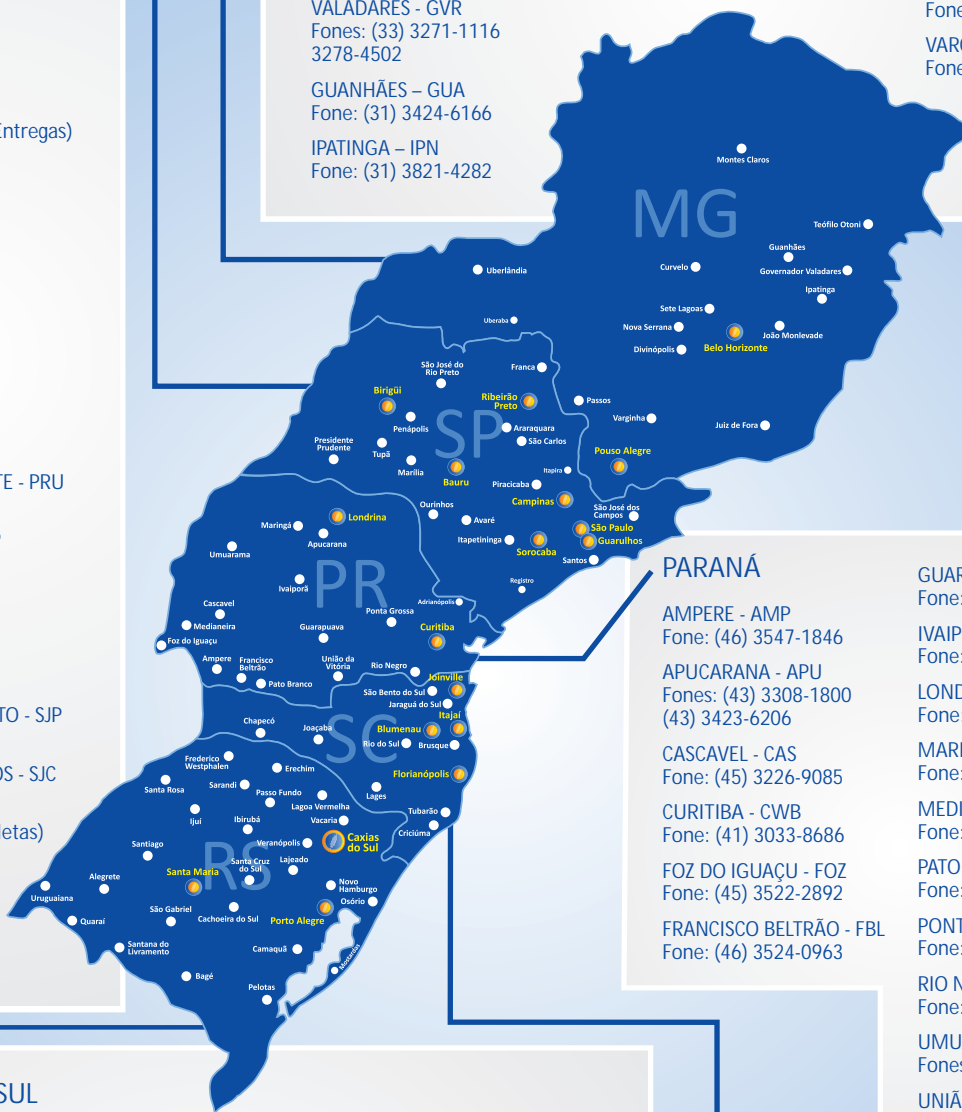 VALADARES - GVR
Fones: (33) 3271-1116
3278-4502
GUANHÃES – GUA
Fone: (31) 3424-6166
IPATINGA – IPN
Fone: (31) 3821-4282
Fone
VARG
Fone
Entregas)
TE - PRU
TO - SJP
OS - SJC
letas)
SUL
MG
Montes Claros
Teófilo Otoni
Guanhães
Curvelo
Governador Valadares
Ipatinga
Uberlândia
Sete Lagoas
Uberaba
Nova Serrana
João Monlevade
Belo Horizonte
Divinópolis
Passos
Varginha
Juiz de Fora
Pouso Alegre
SP
São José do
Rio Preto
Franca
Birigüi
Ribeirão
Preto
Penápolis
Araraquara
São Carlos
Presidente
Prudente
Tupã
Marília
Bauru
Itapira
Piracicaba
Campinas
Ourinhos
Avaré
São José dos
Campos
São Paulo
Guarulhos
Itapetininga
Sorocaba
Santos
Registro
PR
Londrina
Maringá
Apucarana
Umuarama
Ivaiporã
Adrianópolis
Cascavel
Ponta Grossa
Medianeira
Guarapuava
Curitiba
Foz do Iguaçu
Ampere
Francisco
Beltrão
União da
Vitória
Rio Negro
Pato Branco
SC
Joinville
São Bento do Sul
Jaraguá do Sul
Itajaí
Chapecó
Joaçaba
Blumenau
Rio do Sul
Brusque
Florianópolis
Lages
Tubarão
Criciúma
RS
Frederico
Westphalen
Erechim
Santa Rosa
Sarandi
Passo Fundo
Lagoa Vermelha
Ijuí
Ibirubá
Vacaria
Caxias
do Sul
Veranópolis
Santiago
Santa Cruz
do Sul
Lajeado
Santa Maria
Alegrete
Novo
Hamburgo
Uruguaiana
Osório
São Gabriel
Cachoeira do Sul
Porto Alegre
Quaraí
Santana do
Livramento
Camaquã
Mostardas
Bagé
Pelotas
PARANÁ
AMPERE - AMP
Fone: (46) 3547-1846
APUCARANA - APU
Fones: (43) 3308-1800
(43) 3423-6206
CASCAVEL - CAS
Fone: (45) 3226-9085
CURITIBA - CWB
Fone: (41) 3033-8686
FOZ DO IGUAÇU - FOZ
Fone: (45) 3522-2892
FRANCISCO BELTRÃO - FBL
Fone: (46) 3524-0963
GUAR
Fone:
IVAIP
Fone:
LOND
Fone:
MARI
Fone:
MEDI
Fone:
PATO
Fone:
PONT
Fone:
RIO N
Fone:
UMU
Fones
UNIÃ